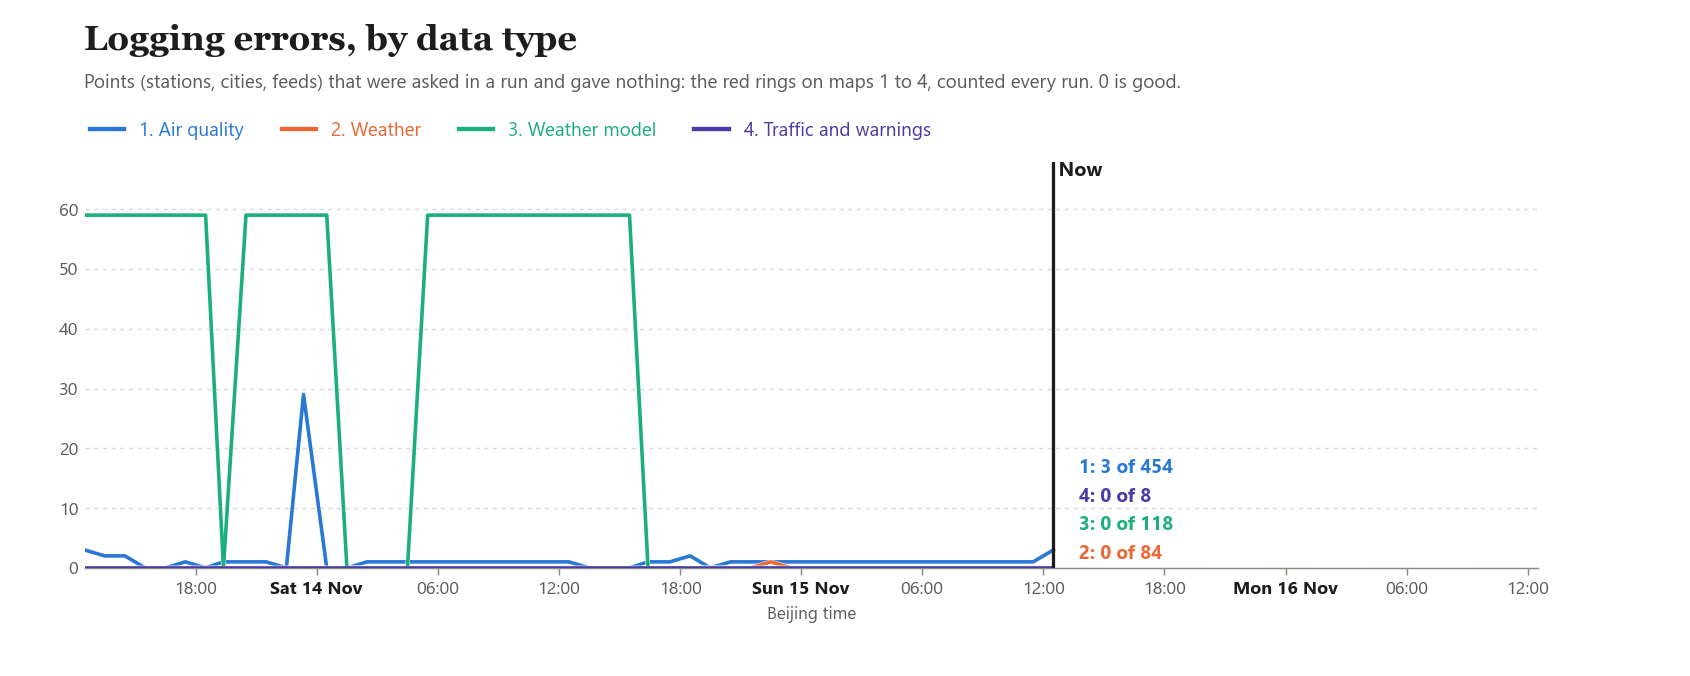 Logging errors, by data type
Points (stations, cities, feeds) that were asked in a run and gave nothing: the red rings on maps 1 to 4, counted every run. 0 is good.
1. Air quality 2. Weather 3. Weather model 4. Traffic and warnings
Now
60
50
40
30
20
10
0
1: 3 of 454
4: 0 of 8
3: 0 of 118
2: 0 of 84
18:00 Sat 14 Nov 06:00 12:00 18:00 Sun 15 Nov 06:00 12:00 18:00 Mon 16 Nov 06:00 12:00
Beijing time